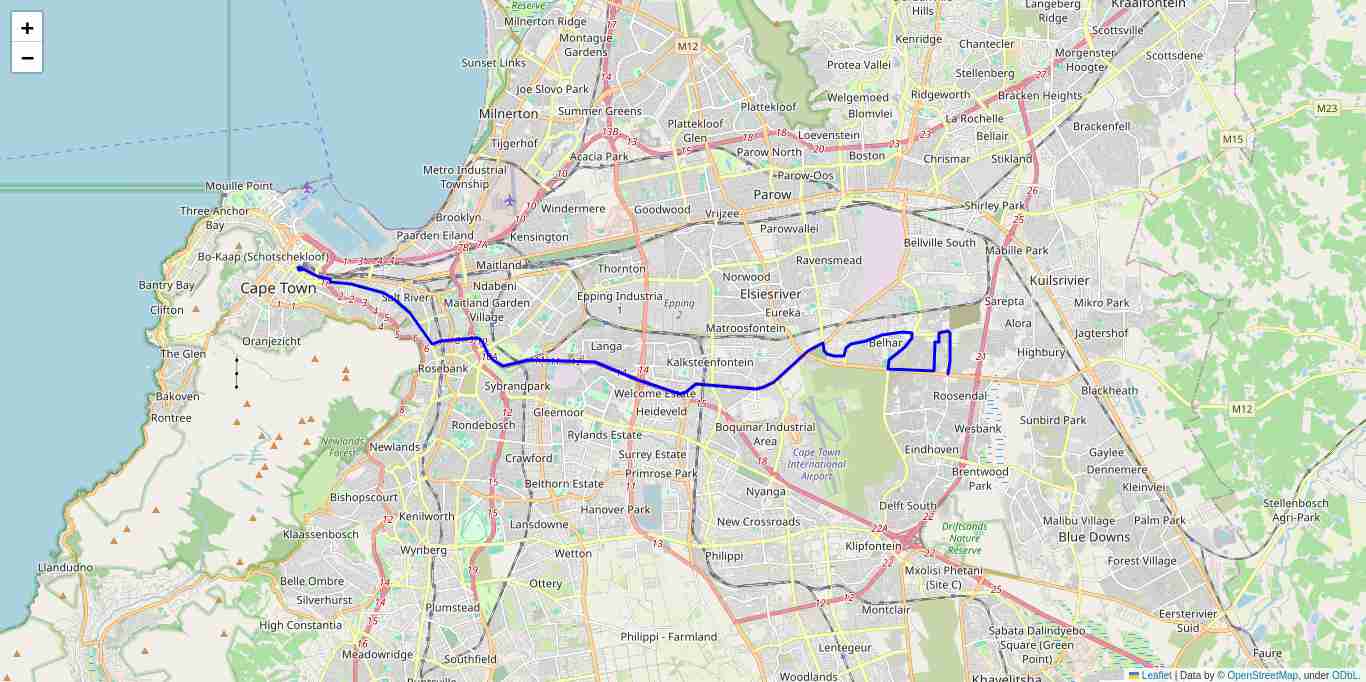 +
−
Reserve
Milnerton Ridge
Montague
Gardens
Sunset Links
Joe Slovo Park
Summer Greens
Milnerton
Tijgerhof
Acacia Park
Metro Industrial
Township
Mouille Point
Three Anchor
Bay
Brooklyn
Paarden Eiland
Windermere
Kensington
Goodwood
Vrijzee
Bo-Kaap (Schotschekloof)
Cape Town
Bantry Bay
Clifton
Salt River
Maitland
Ndabeni
Maitland Garden
Village
Thornton
Epping Industria
1
Epping
2
Oranjezicht
The Glen
Bakoven
Rontree
Rosebank
Langa
Sybrandpark
Welcome Estate
Heideveld
Gleemoor
Rondebosch
Rylands Estate
Newlands
Forest
Newlands
Crawford
Surrey Estate
Primrose Park
Belthorn Estate
Bishopscourt
Hanover Park
Kenilworth
Klaassenbosch
Lansdowne
Wynberg
Wetton
Llandudno
Belle Ombre
Silverhurst
Ottery
Plumstead
High Constantia
Meadowridge
Southfield
Philippi - Farmland
M12
Hills
Langeberg
Ridge
Kraaifontein
Kenridge
Scottsville
Chantecler
Morgenster
Hoogte
Scottsdene
Protea Vallei
Stellenberg
Welgemoed
Blomvlei
Ridgeworth
Bracken Heights
Plattekloof
Plattekloof
Glen
La Rochelle
Brackenfell
M23
M15
Loevenstein
Bellair
Parow North
Boston
Chrismar
Stikland
Parow-Oos
Parow
Shirley Park
Parowvallei
Bellville South
Mabille Park
Ravensmead
Kuilsrivier
Norwood
Elsiesriver
Eureka
Sarepta
Mikro Park
Matroosfontein
Alora
Jagtershof
Belhar
Highbury
Kalksteenfontein
Blackheath
Roosendal
M12
Boquinar Industrial
Area
Wesbank
Sunbird Park
Cape Town
International
Airport
Eindhoven
Gaylee
Dennemere
Brentwood
Park
Kleinvlei
Nyanga
Delft South
Stellenbosch
Agri-Park
New Crossroads
Malibu Village
Palm Park
Blue Downs
Driftsands
Nature
Reserve
Klipfontein
Philippi
Forest Village
Mxolisi Phetani
(Site C)
Montclair
Eersterivier
Suid
Sabata Dalindyebo
Square (Green
Point)
Lentegeur
Faure
Woodlands
Khayelitsha
Leaflet | Data by © OpenStreetMap, under ODbL.